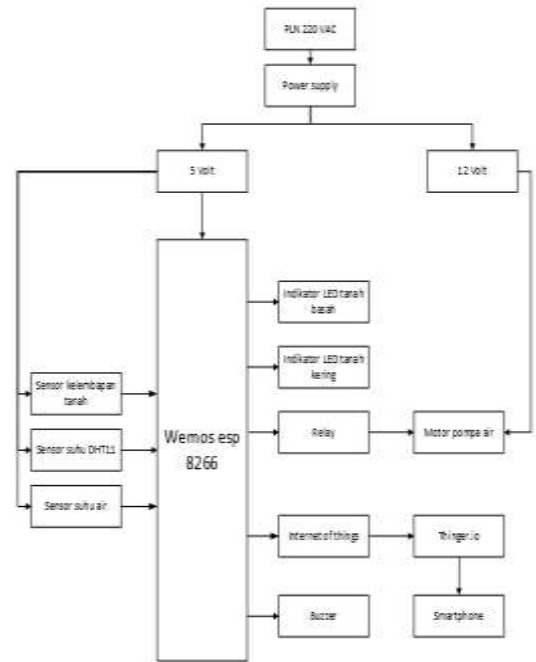 PLN 220 VAC
Power supply
5 Volt
12 Volt
Indikator LED tanah
basah
Indikator LED tanah
kering
Sensor kelembapan
tanah
Wemos esp
8266
Relay
Motor pompa air
Sensor suhu DHT11
Sensor suhu air
Internet of things
Thinger.io
Buzzer
Smartphone